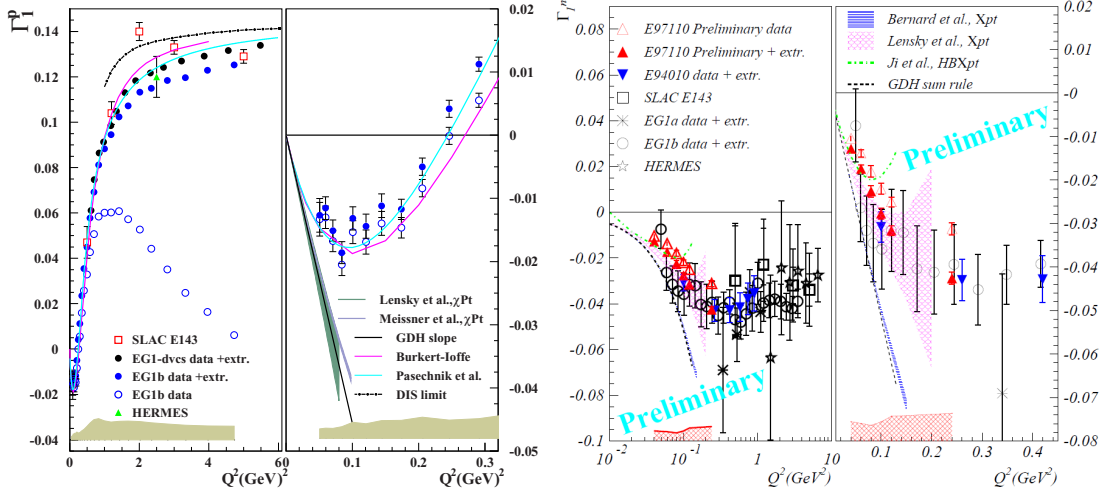 Γ₁ᵖ
0.14
0.12
0.1
0.08
0.06
0.04
0.02
0
-0.02
-0.04
SLAC E143
EG1-dvcs data +extr.
EG1b data +extr.
EG1b data
HERMES
0 2 4 6
Q²(GeV²)
0.02
0.01
0
-0.01
-0.02
-0.03
-0.04
-0.05
Lensky et al.,χPt
Meissner et al.,χPt
GDH slope
Burkert-Ioffe
Pasechnik et al.
DIS limit
0 0.1 0.2 0.3
Q²(GeV²)
Γ₁ⁿ
0.08
0.06
0.04
0.02
0
-0.02
-0.04
-0.06
-0.08
-0.1
E97110 Preliminary data
E97110 Preliminary + extr.
E94010 data + extr.
SLAC E143
EG1a data + extr.
EG1b data + extr.
HERMES
Preliminary
10⁻² 10⁻¹ 1 10
Q²(GeV²)
Bernard et al., Xpt
Lensky et al., Xpt
Ji et al., HBXpt
GDH sum rule
Preliminary
0.02
0.01
-0
-0.01
-0.02
-0.03
-0.04
-0.05
-0.06
-0.07
-0.08
0.1 0.2 0.3 0.4
Q²(GeV²)